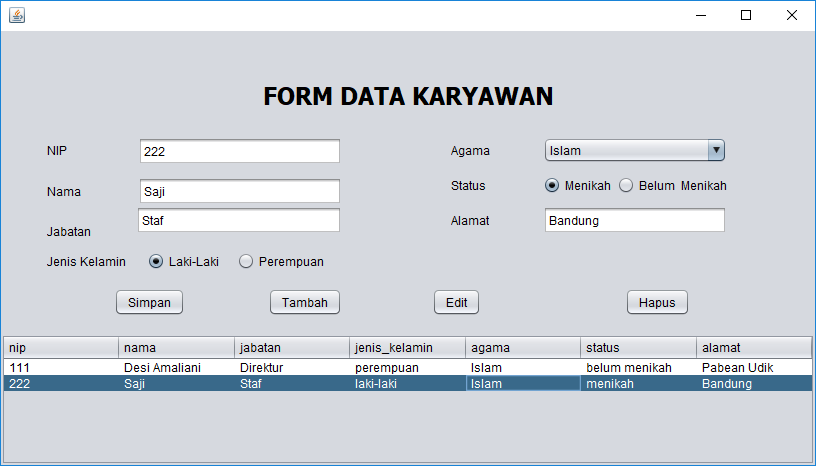 FORM DATA KARYAWAN
NIP 222 Agama Islam
Nama Saji Status Menikah Belum Menikah
Jabatan Staf Alamat Bandung
Jenis Kelamin Laki-Laki Perempuan
Simpan Tambah Edit Hapus
nip nama jabatan jenis_kelamin agama status alamat
111 Desi Amaliani Direktur perempuan Islam belum menikah Pabean Udik
222 Saji Staf laki-laki Islam menikah Bandung